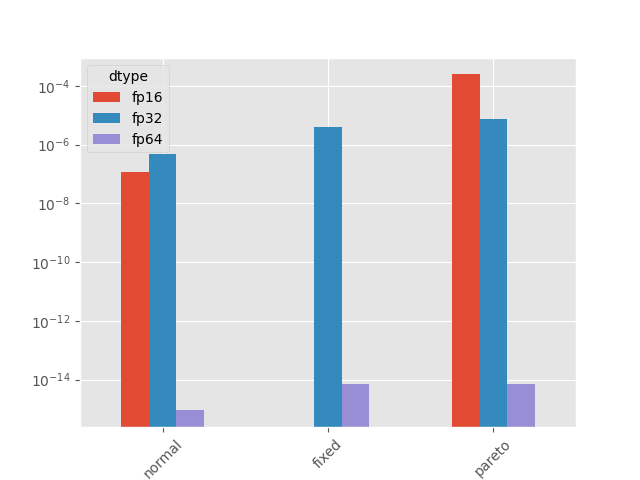 dtype
fp16
fp32
fp64
10⁻⁴
10⁻⁶
10⁻⁸
10⁻¹⁰
10⁻¹²
10⁻¹⁴
normal
fixed
pareto